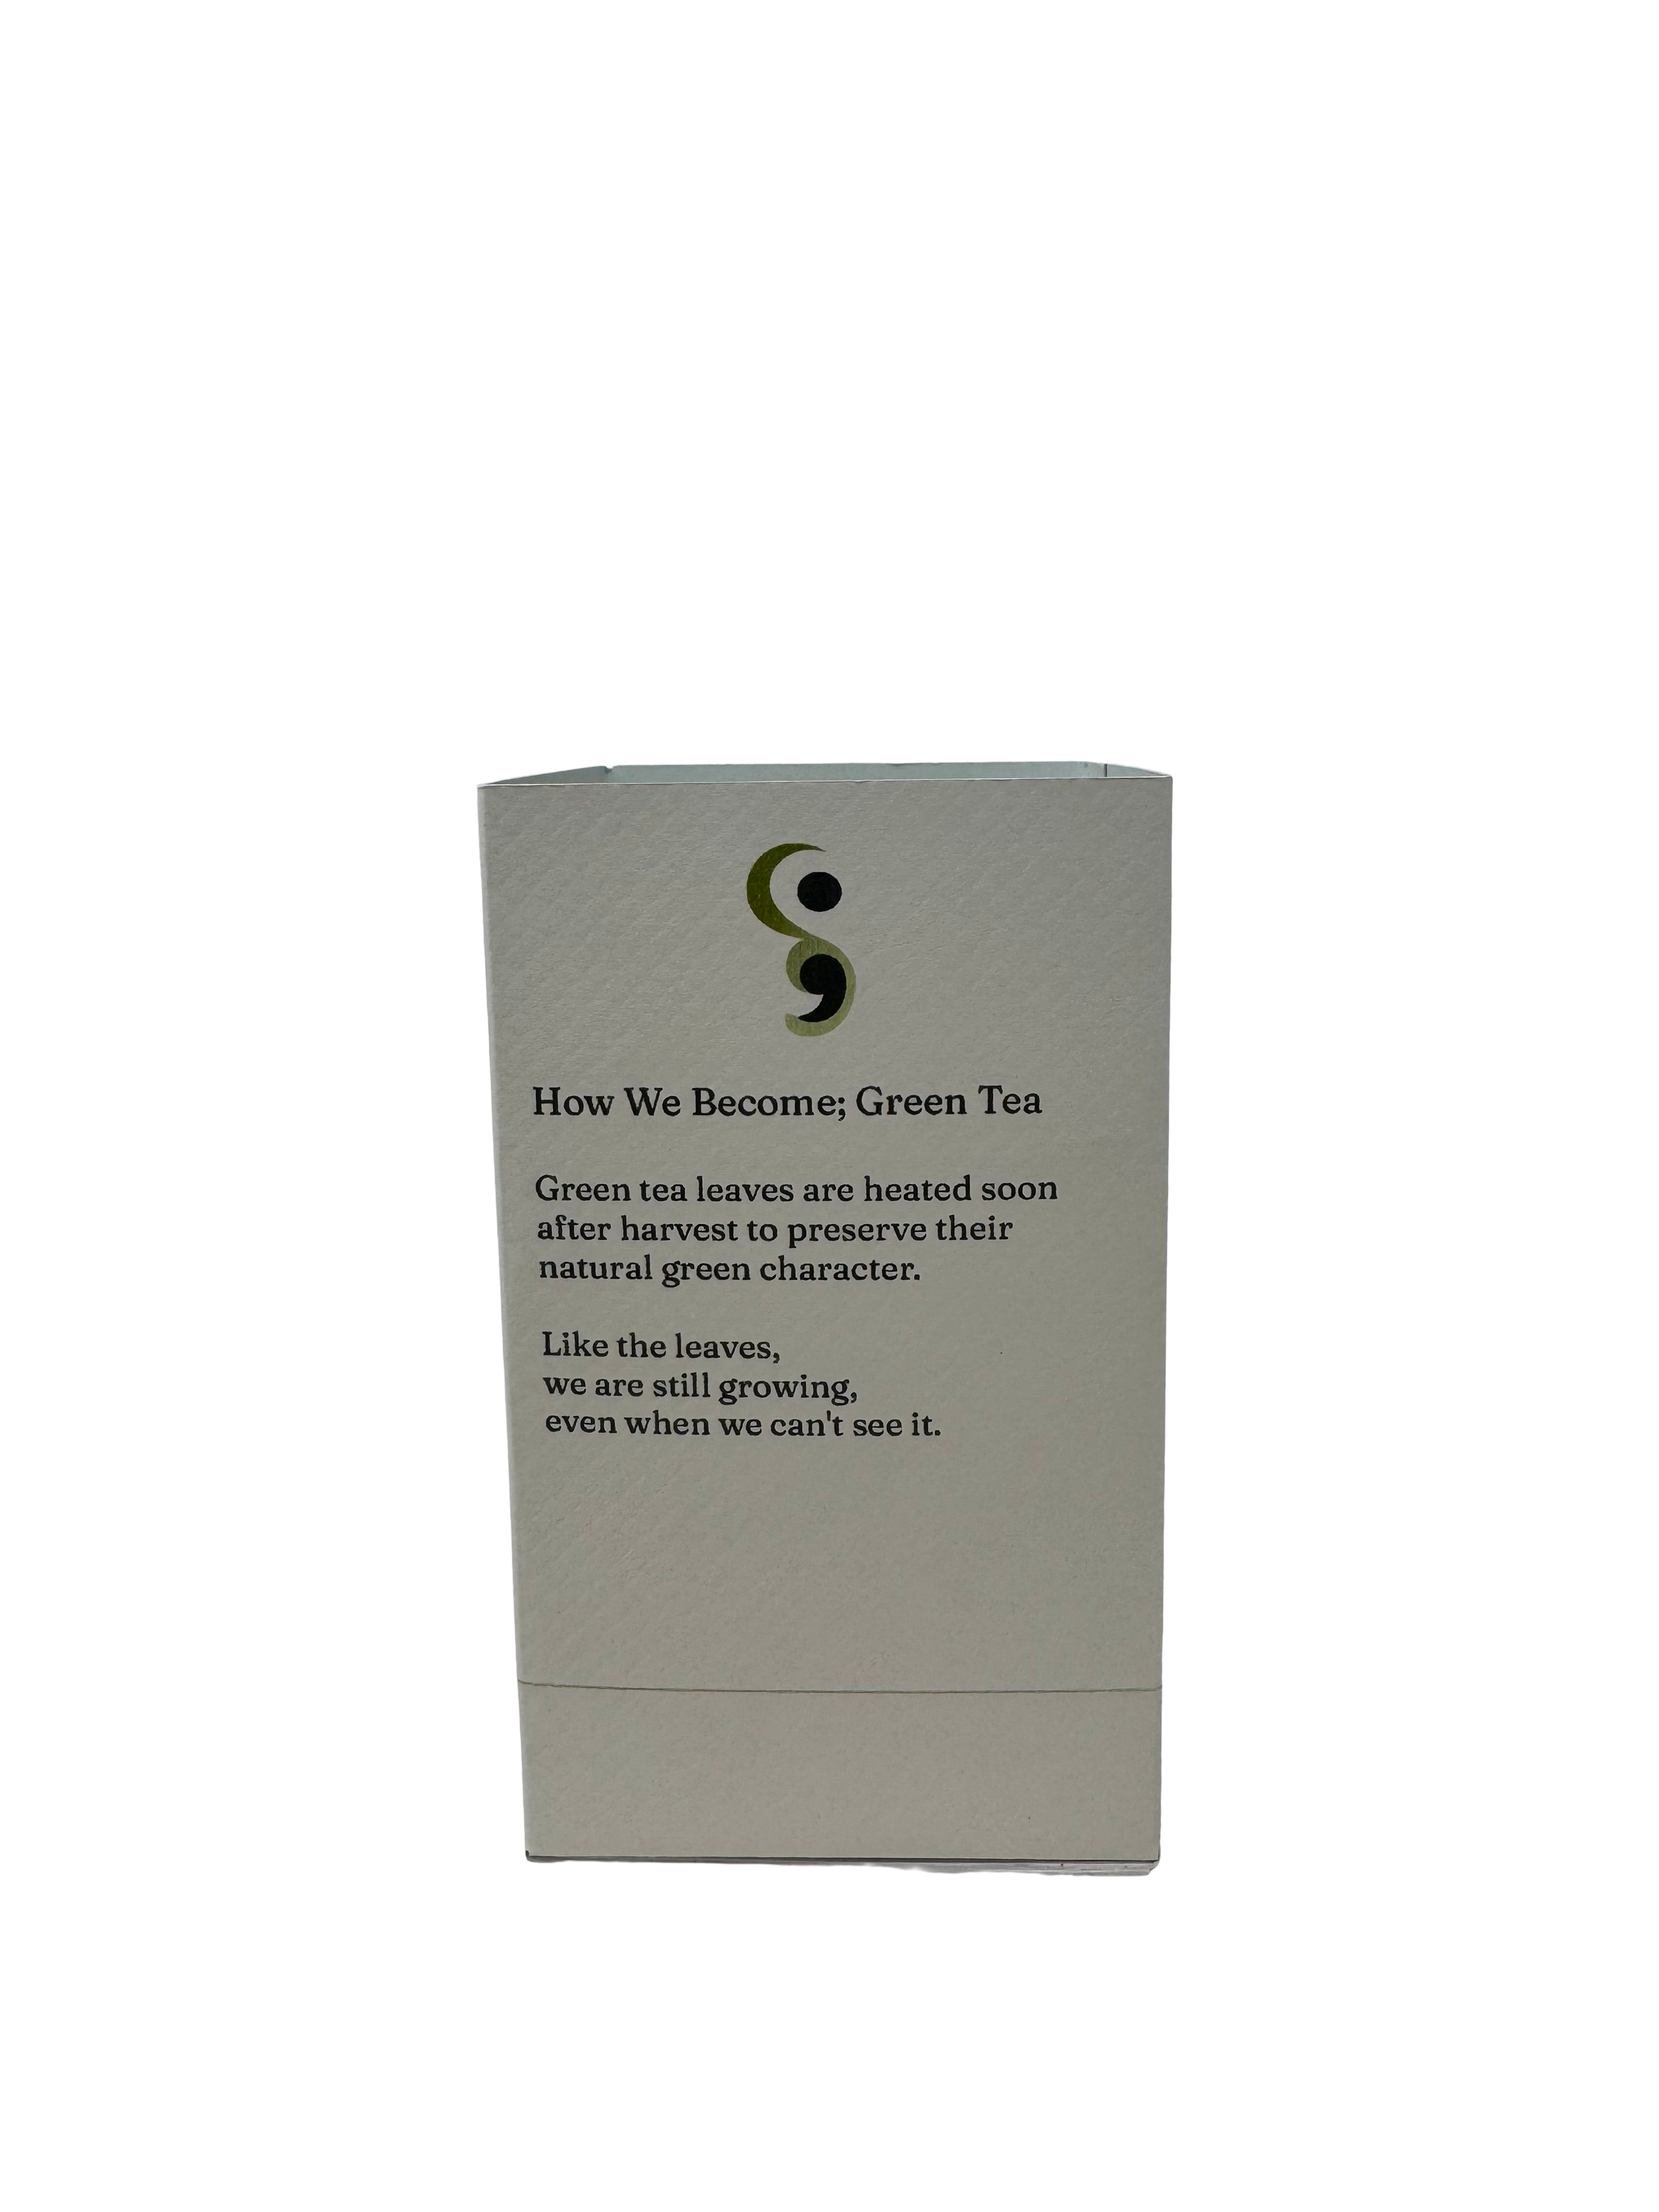 How We Become; Green Tea
Green tea leaves are heated soon
after harvest to preserve their
natural green character.
Like the leaves,
we are still growing,
even when we can't see it.